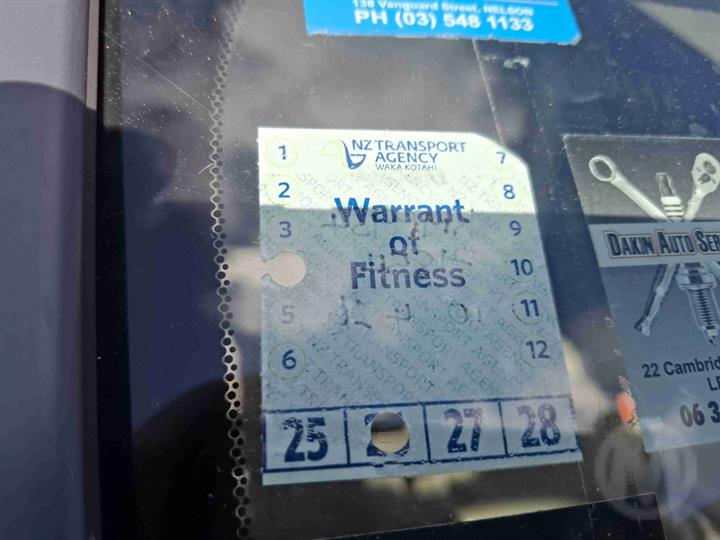 138 Vanguard Street, NELSON
PH (03) 548 1133
NZ TRANSPORT
AGENCY
WAKA KOTAHI
1
7
2
8
3
9
Warrant
of
Fitness
10
5
11
6
12
25
27
28
DAKIN AUTO SER
22 Cambrid
06 3